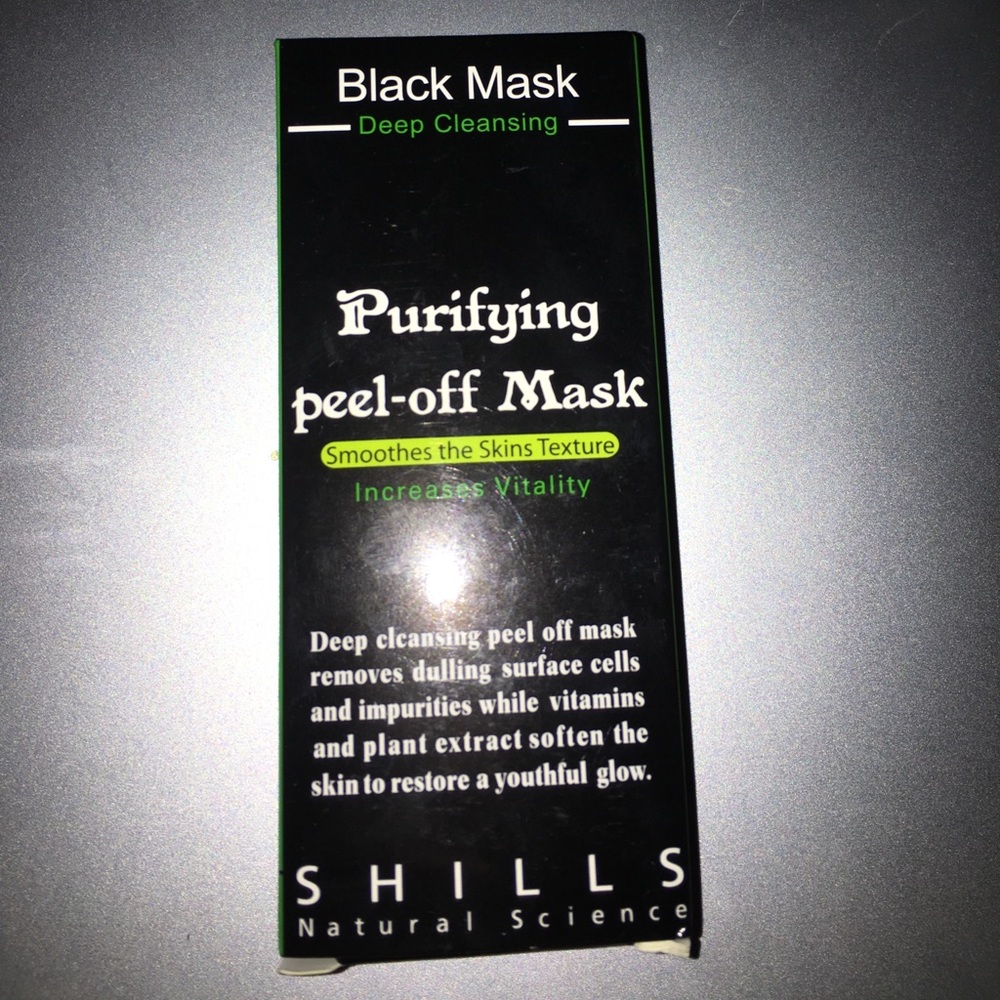 Black Mask
Deep Cleansing
Purifying
peel-off Mask
Smoothes the Skins Texture
Increases Vitality
Deep clcansing peel off mask
removes dulling surface cells
and impurities while vitamins
and plant extract soften the
skin to restore a youthful glow.
SHILLS
Natural Science